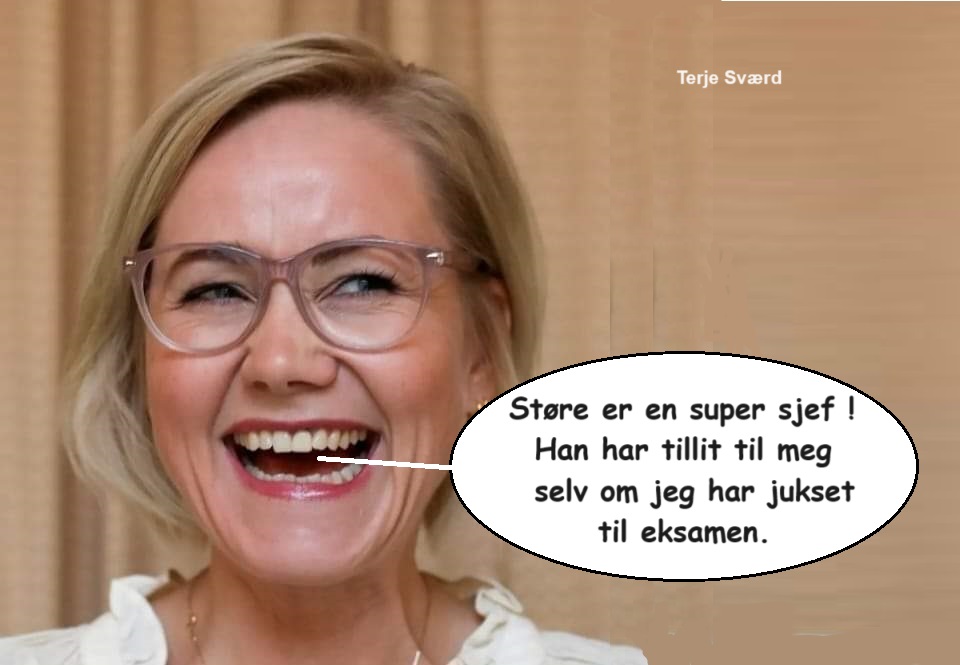 Terje Sværd
Støre er en super sjef !
Han har tillit til meg
selv om jeg har jukset
til eksamen.